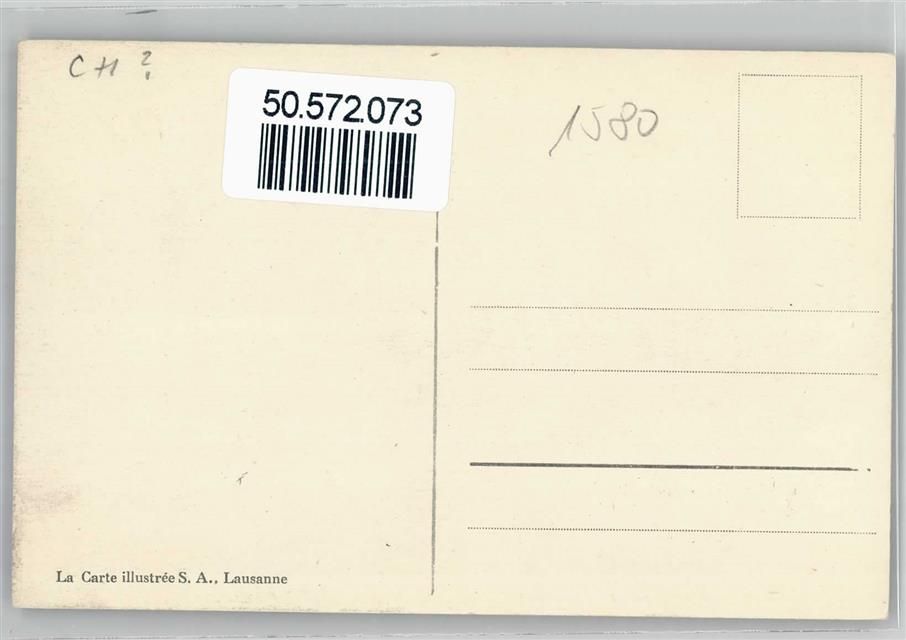 CH ?
50.572.073
1580
La Carte illustrée S. A., Lausanne